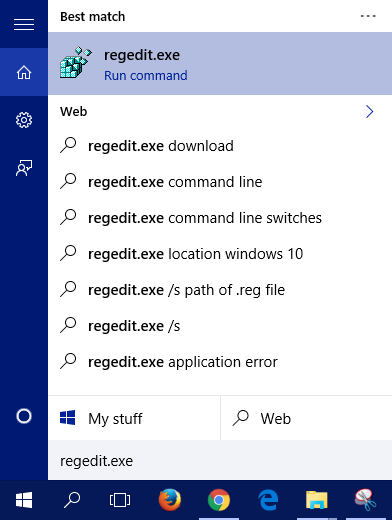 Best match
regedit.exe
Run command
Web
regedit.exe download
regedit.exe command line
regedit.exe command line switches
regedit.exe location windows 10
regedit.exe /s path of .reg file
regedit.exe /s
regedit.exe application error
My stuff
Web
regedit.exe